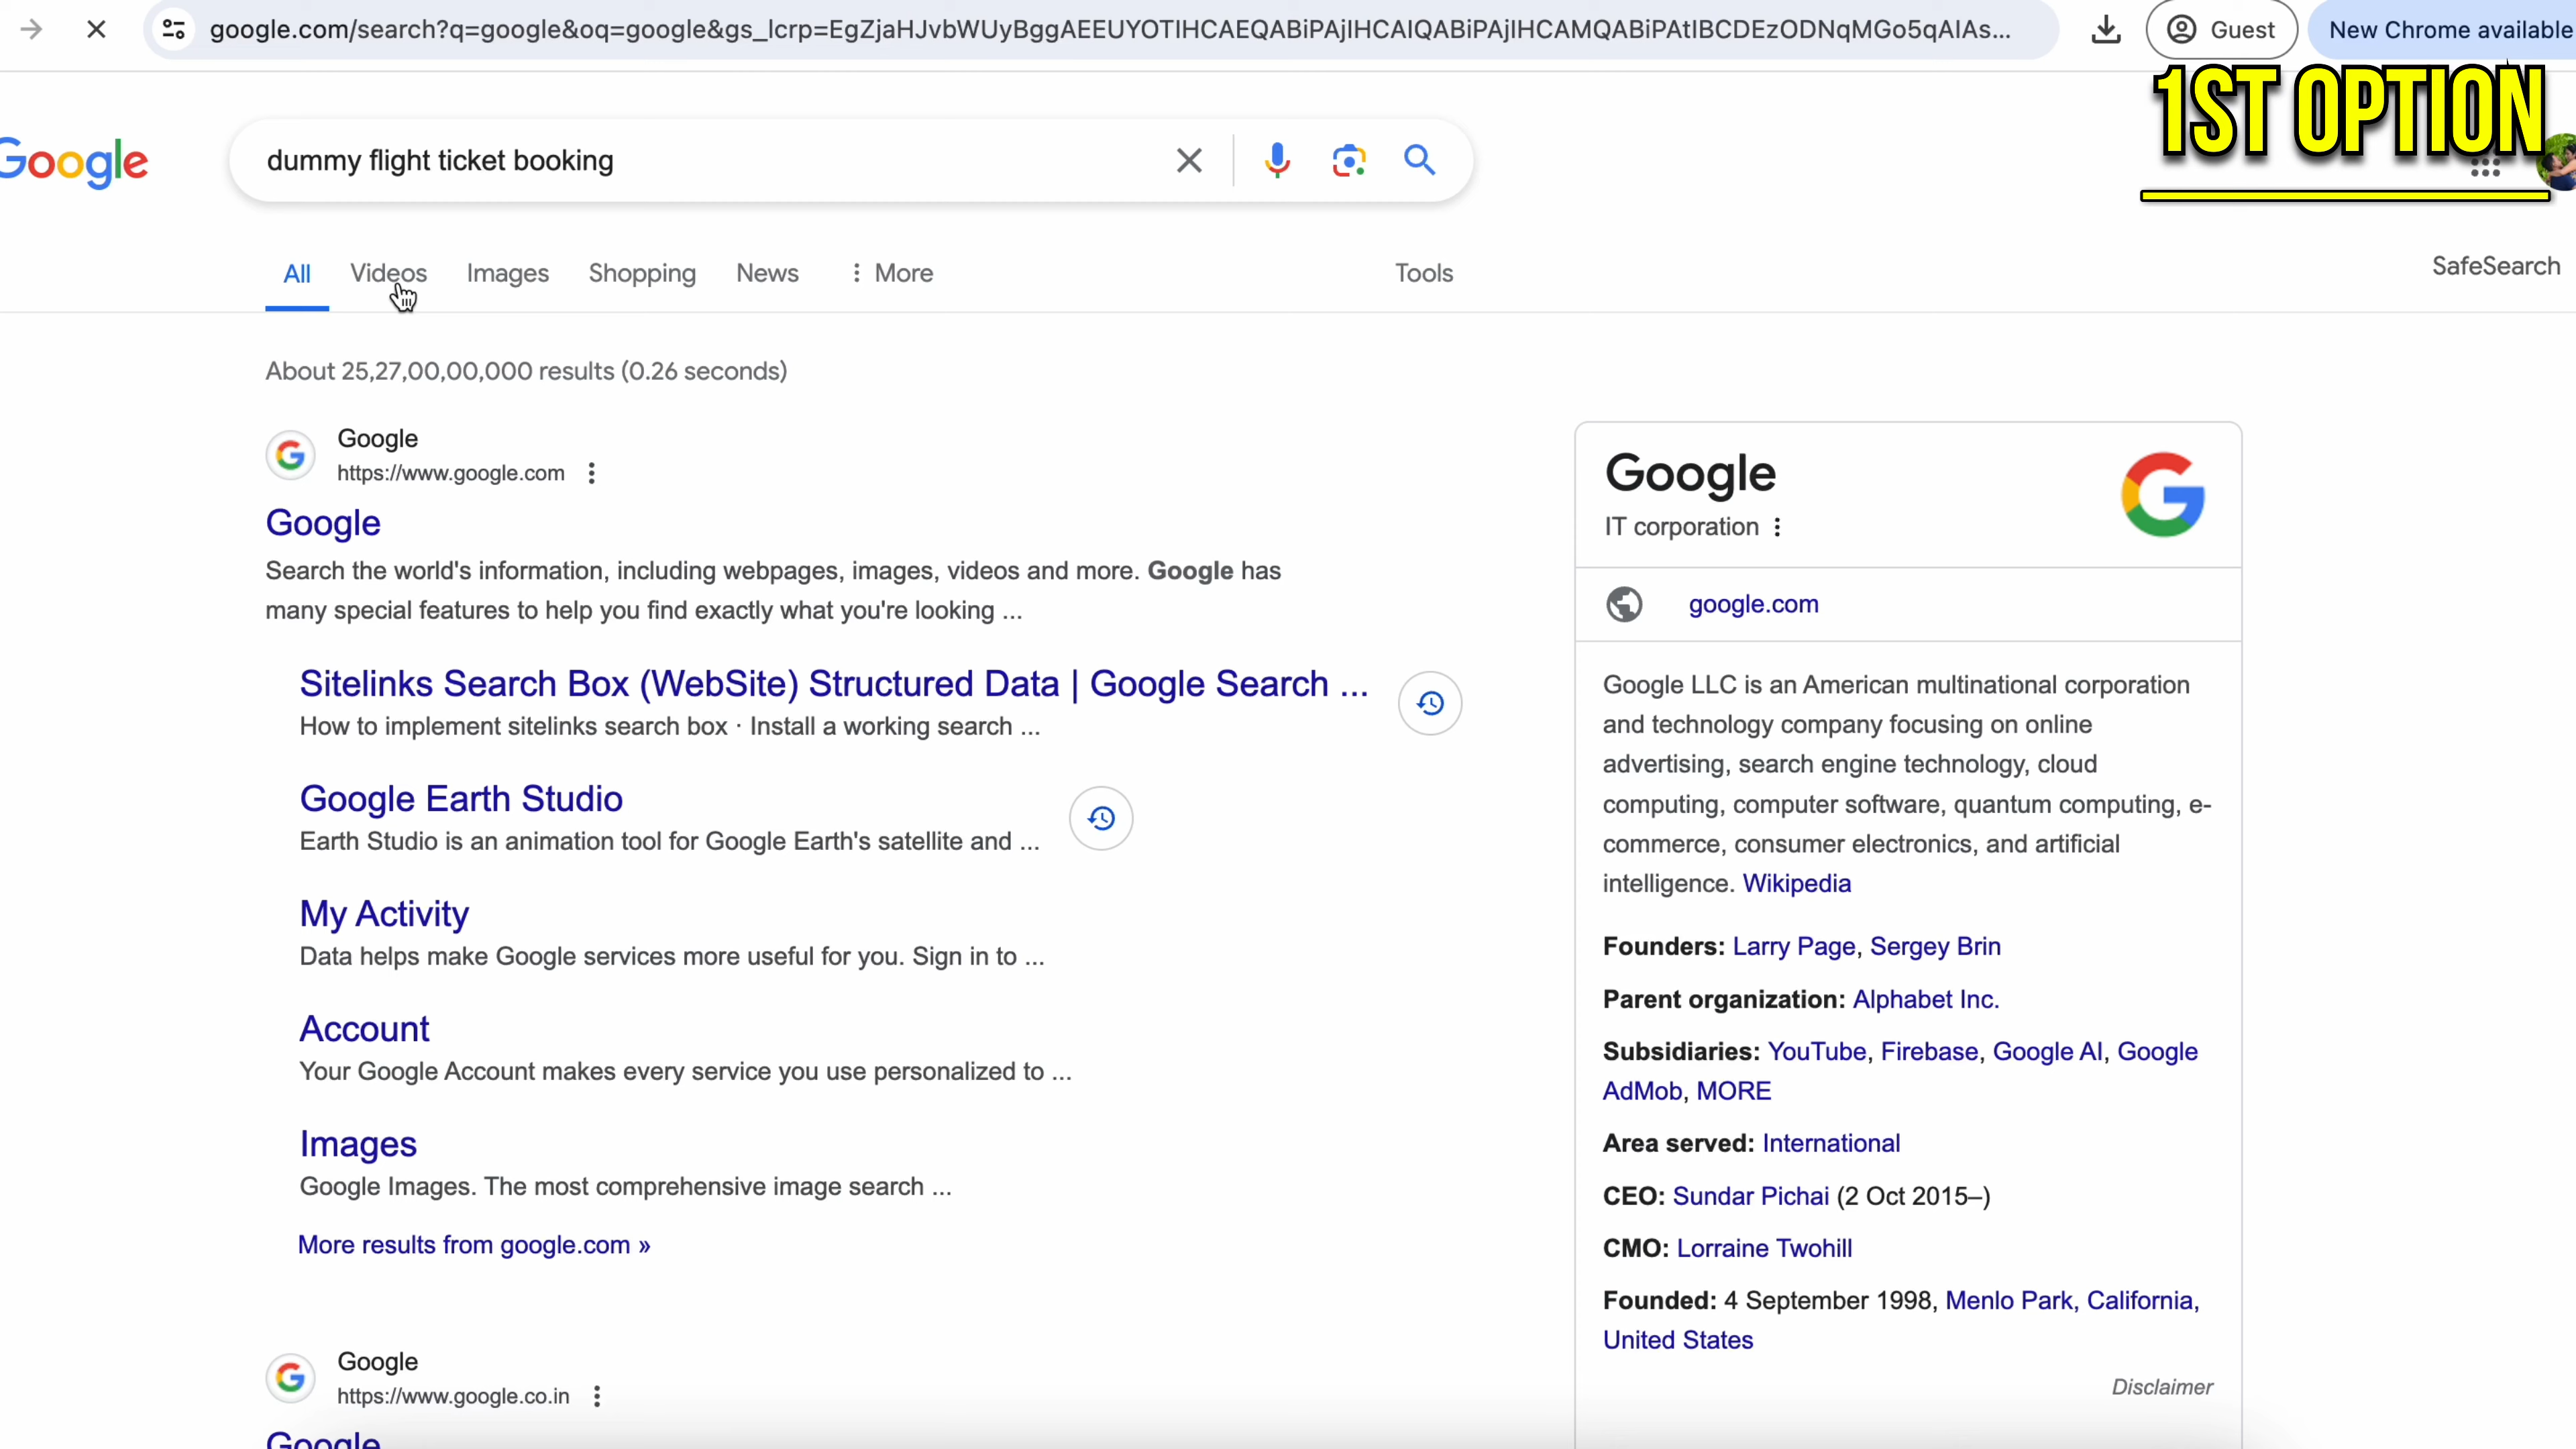 google.com/search?q=google&oq=google&gs_lcrp=EgZjaHJvbWUyBggAEEUYOTIHCAEQABiPAjIHCAIQABiPAjIHCAMQABiPAtIBCDEzODNqMGo5qAIAs...
Guest
New Chrome available
1ST OPTION
Google
dummy flight ticket booking
All
Videos
Images
Shopping
News
More
Tools
SafeSearch
About 25,27,00,00,000 results (0.26 seconds)
Google
https://www.google.com
Google
Search the world's information, including webpages, images, videos and more. Google has
many special features to help you find exactly what you're looking ...
Sitelinks Search Box (WebSite) Structured Data | Google Search ...
How to implement sitelinks search box · Install a working search ...
Google Earth Studio
Earth Studio is an animation tool for Google Earth's satellite and ...
My Activity
Data helps make Google services more useful for you. Sign in to ...
Account
Your Google Account makes every service you use personalized to ...
Images
Google Images. The most comprehensive image search ...
More results from google.com »
Google
https://www.google.co.in
Google
Google
IT corporation
google.com
Google LLC is an American multinational corporation
and technology company focusing on online
advertising, search engine technology, cloud
computing, computer software, quantum computing, e-
commerce, consumer electronics, and artificial
intelligence. Wikipedia
Founders: Larry Page, Sergey Brin
Parent organization: Alphabet Inc.
Subsidiaries: YouTube, Firebase, Google AI, Google
AdMob, MORE
Area served: International
CEO: Sundar Pichai (2 Oct 2015–)
CMO: Lorraine Twohill
Founded: 4 September 1998, Menlo Park, California,
United States
Disclaimer